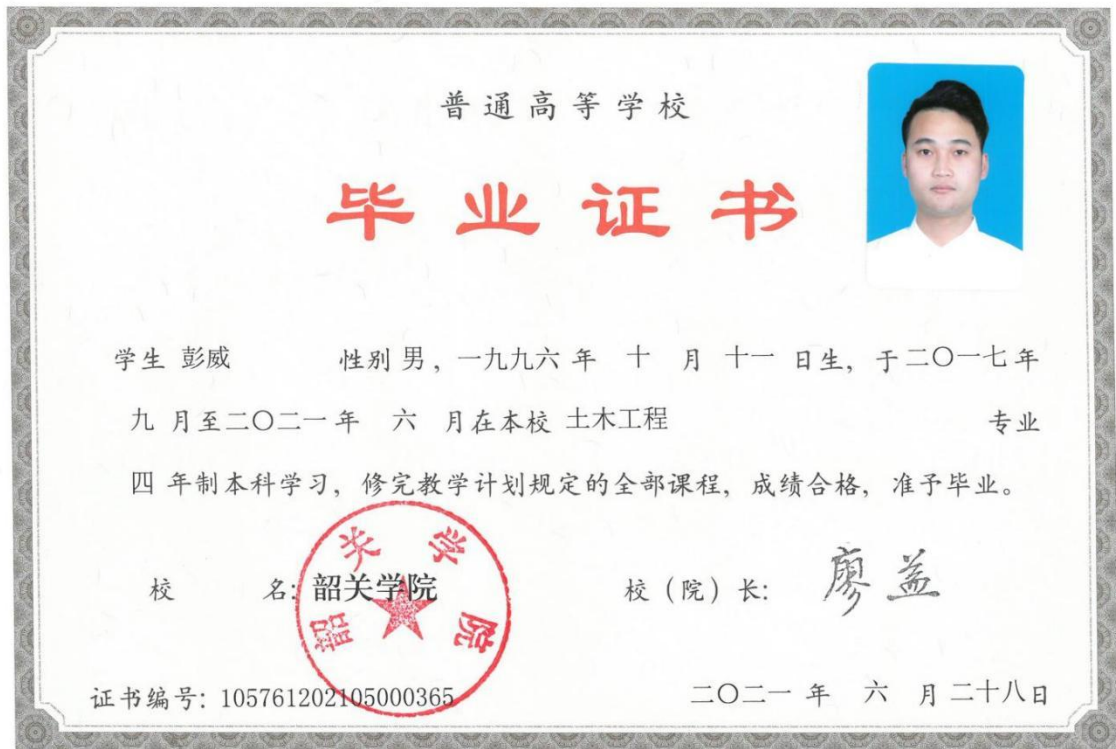 普通高等学校
毕业证书
学生 彭威 性别 男，一九九六 年 十 月 十一 日生，于二〇一七年
九 月至二〇二一年 六 月在本校 土木工程 专业
四 年制本科学习，修完教学计划规定的全部课程，成绩合格，准予毕业。
校 名：韶关学院 校（院）长：廖益
韶关学院
证书编号：105761202105000365 二〇二一 年 六 月 二十八日